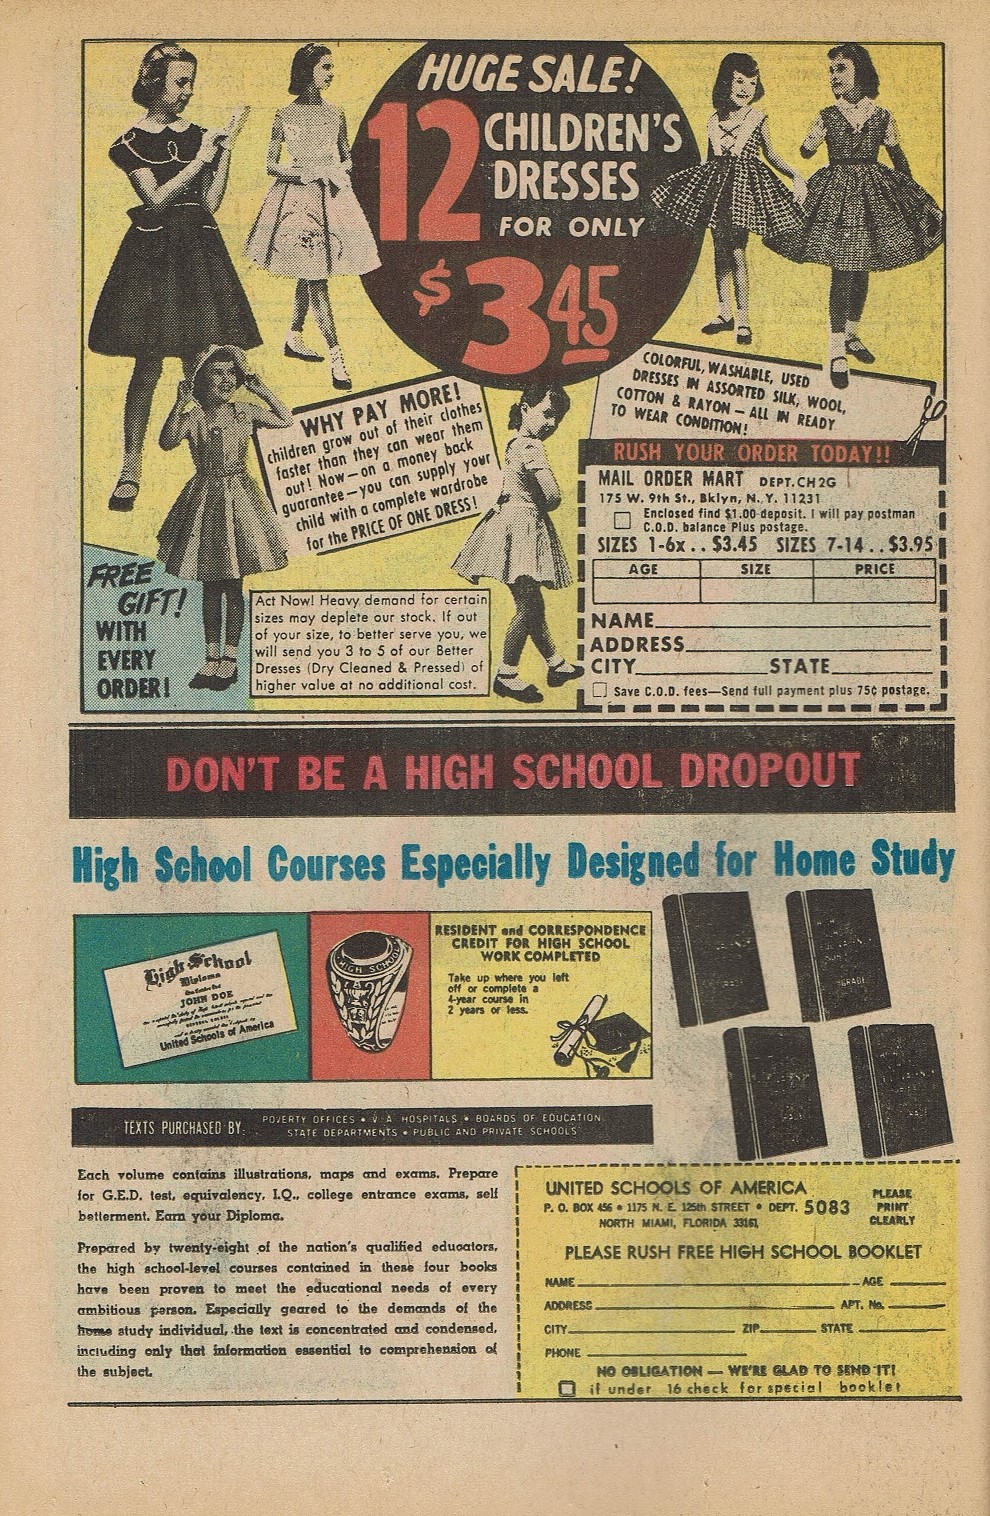 HUGE SALE!
12 CHILDREN'S
DRESSES
FOR ONLY
$3.45
COLORFUL, WASHABLE, USED
DRESSES IN ASSORTED SILK, WOOL,
COTTON & RAYON — ALL IN READY
TO WEAR CONDITION!
WHY PAY MORE!
children grow out of their clothes
faster than they can wear them
out! Now—on a money back
guarantee—you can supply your
child with a complete wardrobe
for the PRICE OF ONE DRESS!
FREE
GIFT!
WITH
EVERY
ORDER!
Act Now! Heavy demand for certain
sizes may deplete our stock. If out
of your size, to better serve you, we
will send you 3 to 5 of our Better
Dresses (Dry Cleaned & Pressed) of
higher value at no additional cost.
RUSH YOUR ORDER TODAY!!
MAIL ORDER MART DEPT. CH2G
175 W. 9th St., Bklyn, N. Y. 11231
Enclosed find $1.00 deposit. I will pay postman
C.O.D. balance Plus postage.
SIZES 1-6x . . $3.45 SIZES 7-14 . . $3.95
AGE SIZE PRICE
NAME
ADDRESS
CITY STATE
Save C.O.D. fees—Send full payment plus 75¢ postage.
DON'T BE A HIGH SCHOOL DROPOUT
High School Courses Especially Designed for Home Study
High School
Diploma
JOHN DOE
United Schools of America
HIGH SCHOOL
RESIDENT and CORRESPONDENCE
CREDIT FOR HIGH SCHOOL
WORK COMPLETED
Take up where you left
off or complete a
4-year course in
2 years or less.
GRADE
TEXTS PURCHASED BY:
POVERTY OFFICES • V A HOSPITALS • BOARDS OF EDUCATION
STATE DEPARTMENTS • PUBLIC AND PRIVATE SCHOOLS
Each volume contains illustrations, maps and exams. Prepare
for G.E.D. test, equivalency, I.Q., college entrance exams, self
betterment. Earn your Diploma.
Prepared by twenty-eight of the nation's qualified educators,
the high school-level courses contained in these four books
have been proven to meet the educational needs of every
ambitious person. Especially geared to the demands of the
home study individual, the text is concentrated and condensed,
including only that information essential to comprehension of
the subject.
UNITED SCHOOLS OF AMERICA
P. O. BOX 456 • 1175 N. E. 125th STREET • DEPT. 5083
NORTH MIAMI, FLORIDA 33161,
PLEASE
PRINT
CLEARLY
PLEASE RUSH FREE HIGH SCHOOL BOOKLET
NAME AGE
ADDRESS APT. No.
CITY ZIP STATE
PHONE
NO OBLIGATION — WE'RE GLAD TO SEND IT!
if under 16 check for special booklet